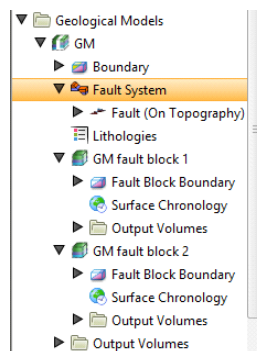 Geological Models
GM
Boundary
Fault System
Fault (On Topography)
Lithologies
GM fault block 1
Fault Block Boundary
Surface Chronology
Output Volumes
GM fault block 2
Fault Block Boundary
Surface Chronology
Output Volumes
Output Volumes